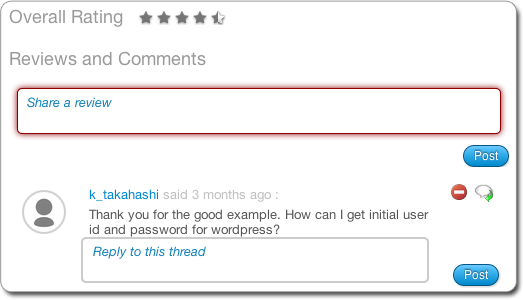 Overall Rating
Reviews and Comments
Share a review
Post
k_takahashi said 3 months ago :
Thank you for the good example. How can I get initial user
id and password for wordpress?
Reply to this thread
Post